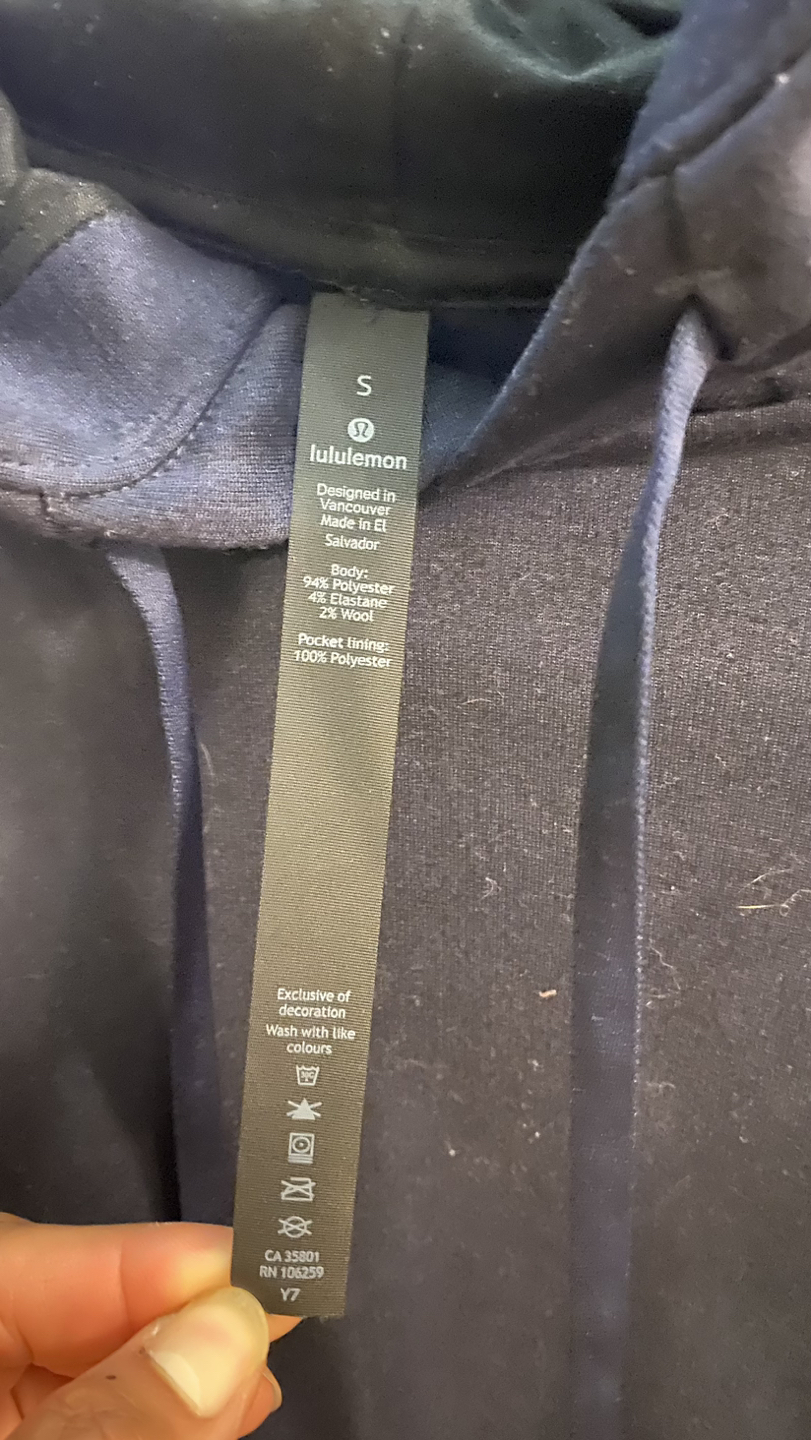 S
lululemon
Designed in
Vancouver
Made in El
Salvador
Body:
94% Polyester
4% Elastane
2% Wool
Pocket lining:
100% Polyester
Exclusive of
decoration
Wash with like
colours
30C
CA 35801
RN 106259
Y7